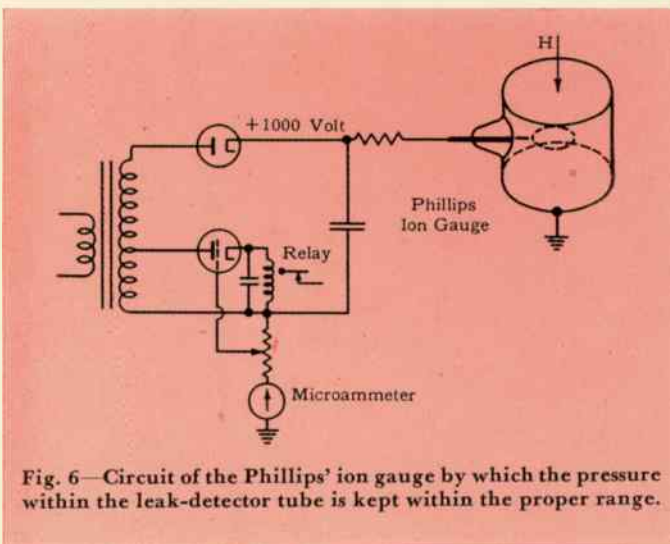 H
+1000 Volt
Phillips
Ion Gauge
Relay
Microammeter
Fig. 6—Circuit of the Phillips' ion gauge by which the pressure
within the leak-detector tube is kept within the proper range.